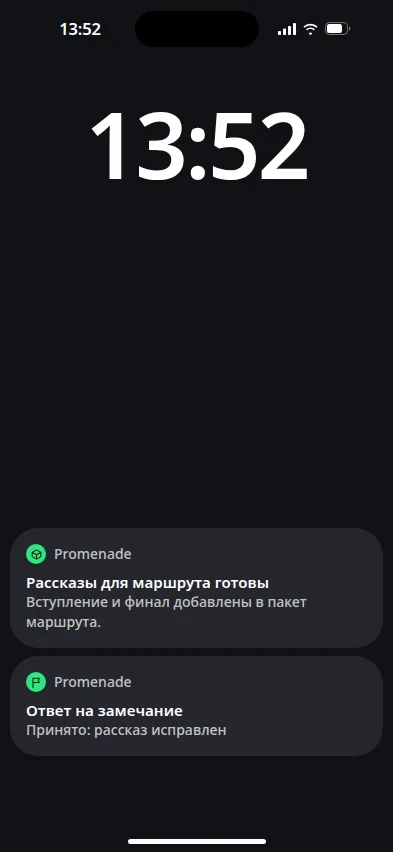 13:52
13:52
Promenade
Рассказы для маршрута готовы
Вступление и финал добавлены в пакет
маршрута.
Promenade
Ответ на замечание
Принято: рассказ исправлен